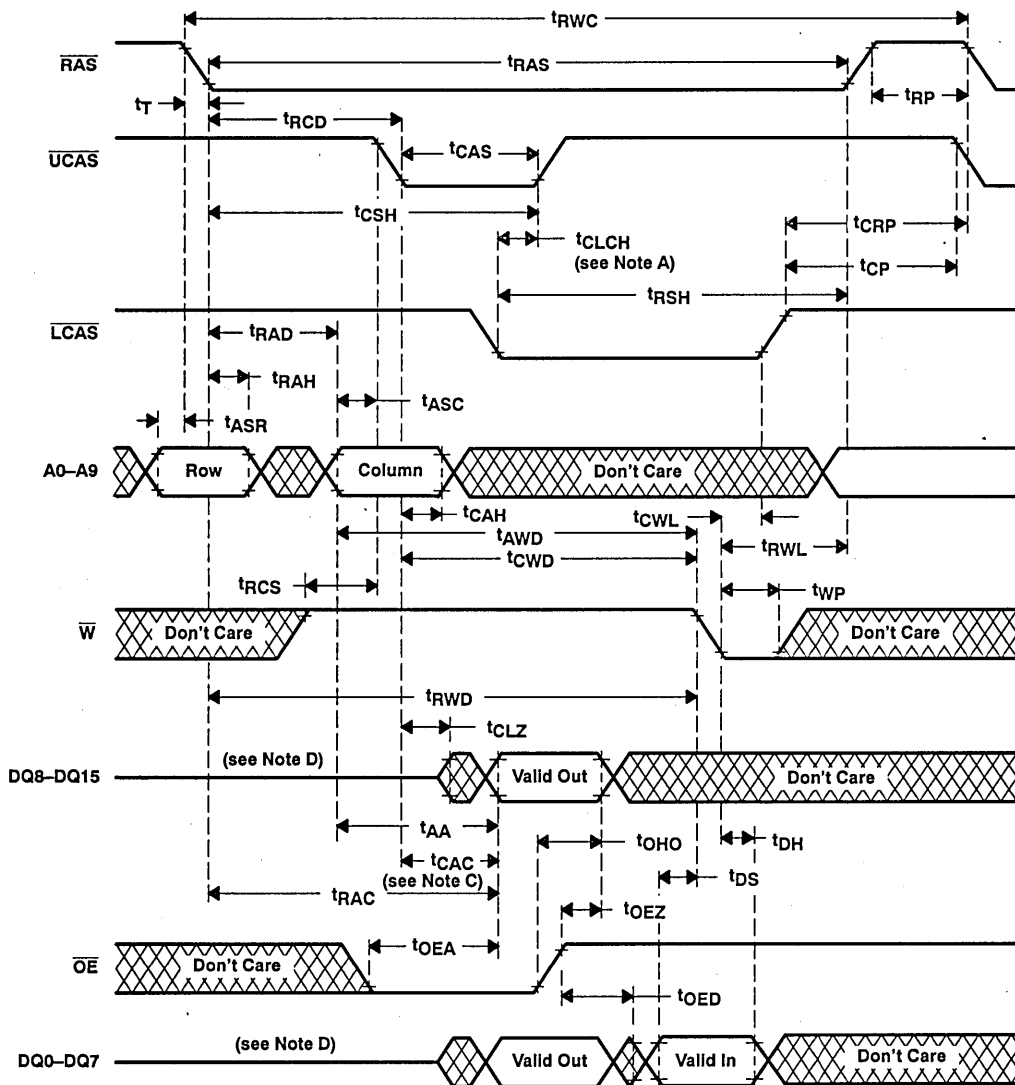 tRWC
RAS
tRAS
tT
tRP
tRCD
UCAS
tCAS
tCSH
tCRP
tCLCH
(see Note A)
tCP
tRSH
LCAS
tRAD
tRAH
tASC
tASR
A0–A9
Row
Column
Don't Care
tCAH
tCWL
tAWD
tRWL
tCWD
tRCS
tWP
W
Don't Care
Don't Care
tRWD
tCLZ
(see Note D)
DQ8–DQ15
Valid Out
Don't Care
tAA
tOHO
tDH
tCAC
(see Note C)
tDS
tRAC
tOEZ
tOEA
OE
Don't Care
tOED
(see Note D)
DQ0–DQ7
Valid Out
Valid In
Don't Care